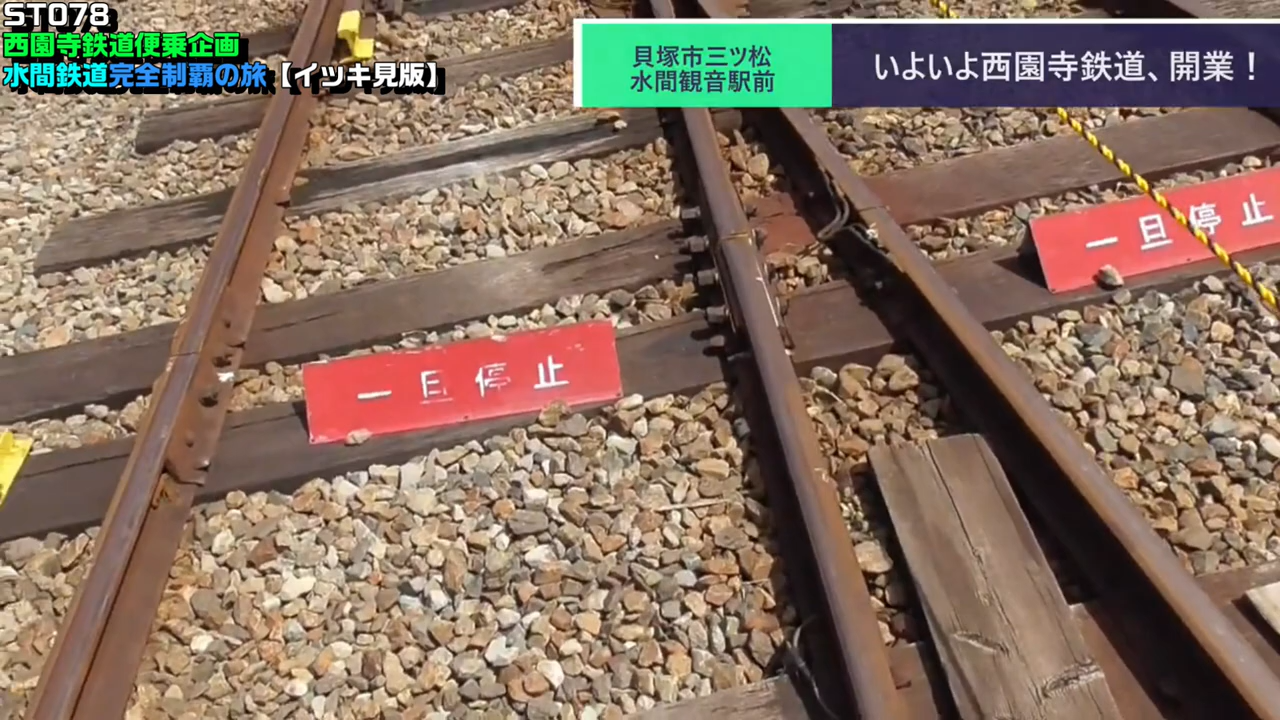 ST078
西園寺鉄道便乗企画
水間鉄道完全制覇の旅【イッキ見版】
貝塚市三ツ松
水間観音駅前
いよいよ西園寺鉄道、開業！
一旦停止
一旦停止